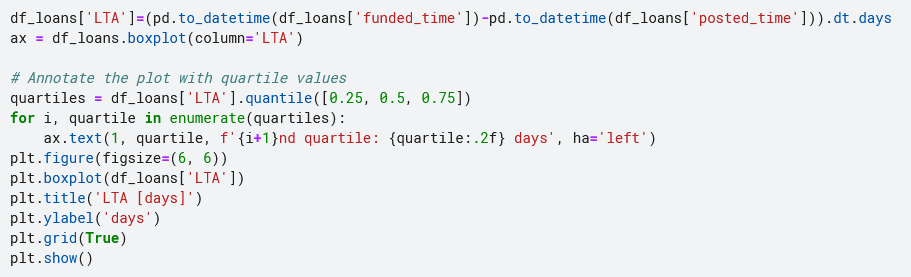 df_loans['LTA']=(pd.to_datetime(df_loans['funded_time'])-pd.to_datetime(df_loans['posted_time'])).dt.days
ax = df_loans.boxplot(column='LTA')
# Annotate the plot with quartile values
quartiles = df_loans['LTA'].quantile([0.25, 0.5, 0.75])
for i, quartile in enumerate(quartiles):
    ax.text(1, quartile, f'{i+1}nd quartile: {quartile:.2f} days', ha='left')
plt.figure(figsize=(6, 6))
plt.boxplot(df_loans['LTA'])
plt.title('LTA [days]')
plt.ylabel('days')
plt.grid(True)
plt.show()